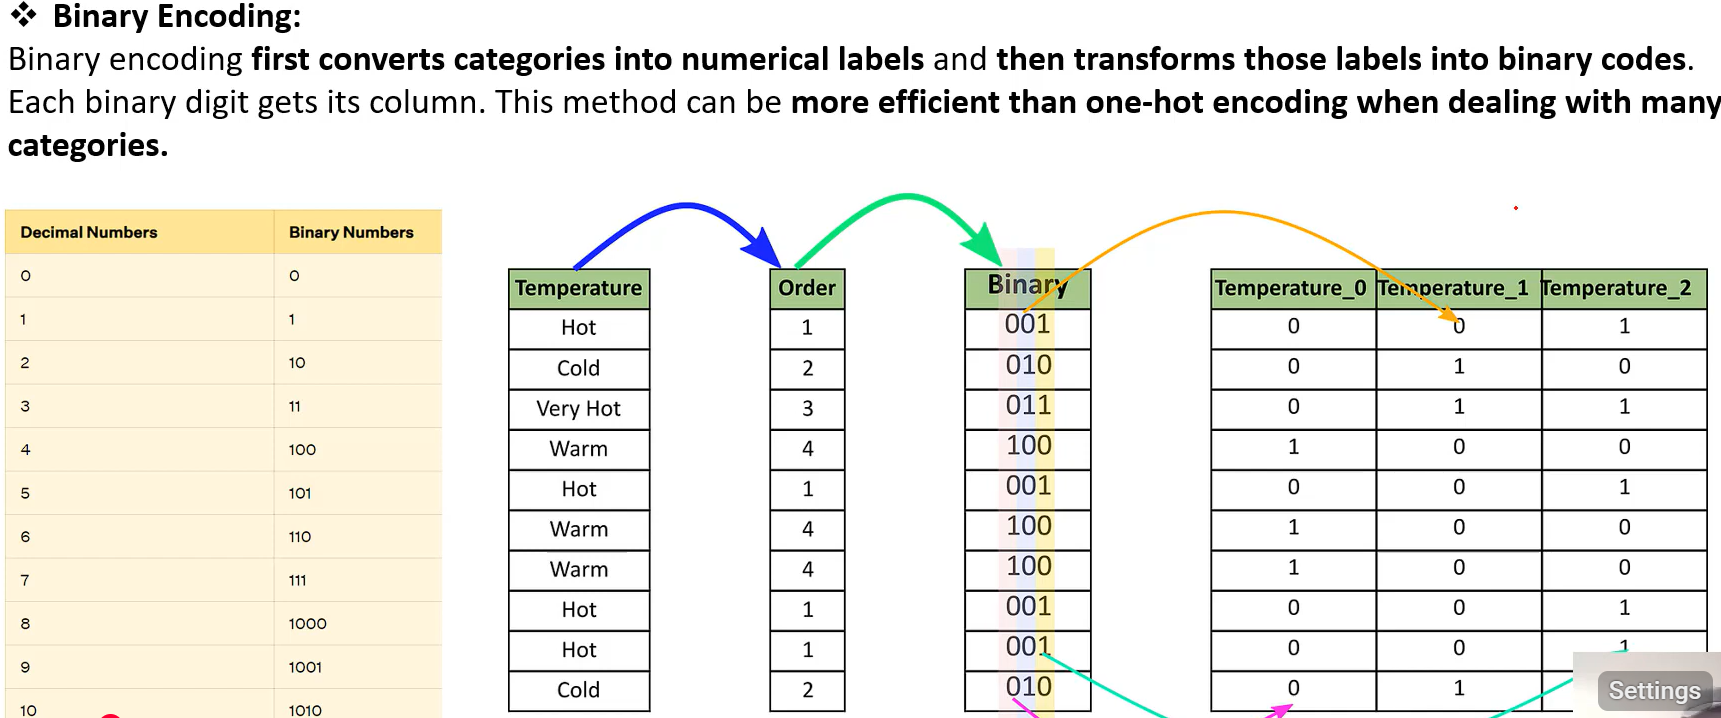 ❖ Binary Encoding:
Binary encoding first converts categories into numerical labels and then transforms those labels into binary codes.
Each binary digit gets its column. This method can be more efficient than one-hot encoding when dealing with many
categories.
Decimal Numbers Binary Numbers
0 0
1 1
2 10
3 11
4 100
5 101
6 110
7 111
8 1000
9 1001
10 1010
Temperature Order Binary Temperature_0 Temperature_1 Temperature_2
Hot 1 001 0 0 1
Cold 2 010 0 1 0
Very Hot 3 011 0 1 1
Warm 4 100 1 0 0
Hot 1 001 0 0 1
Warm 4 100 1 0 0
Warm 4 100 1 0 0
Hot 1 001 0 0 1
Hot 1 001 0 0 1
Cold 2 010 0 1
Settings